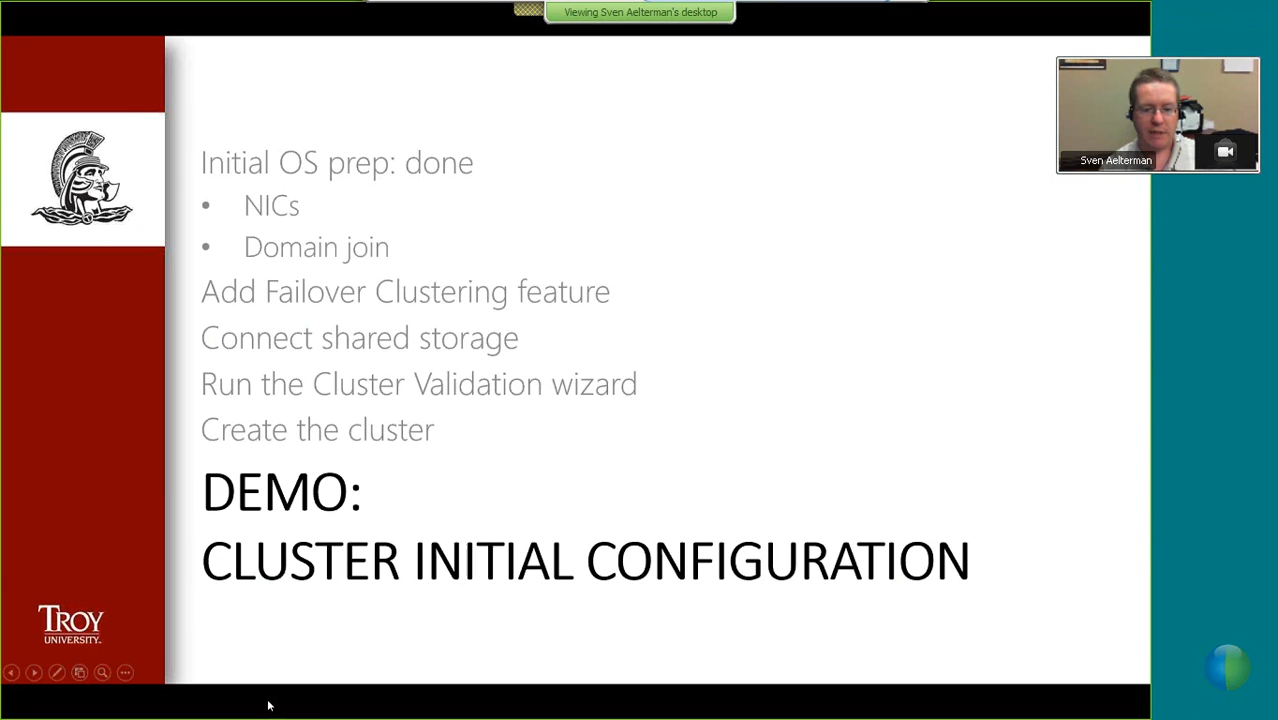 Viewing Sven Aelterman's desktop
Sven Aelterman
Initial OS prep: done
• NICs
• Domain join
Add Failover Clustering feature
Connect shared storage
Run the Cluster Validation wizard
Create the cluster
DEMO:
CLUSTER INITIAL CONFIGURATION
TROY
UNIVERSITY